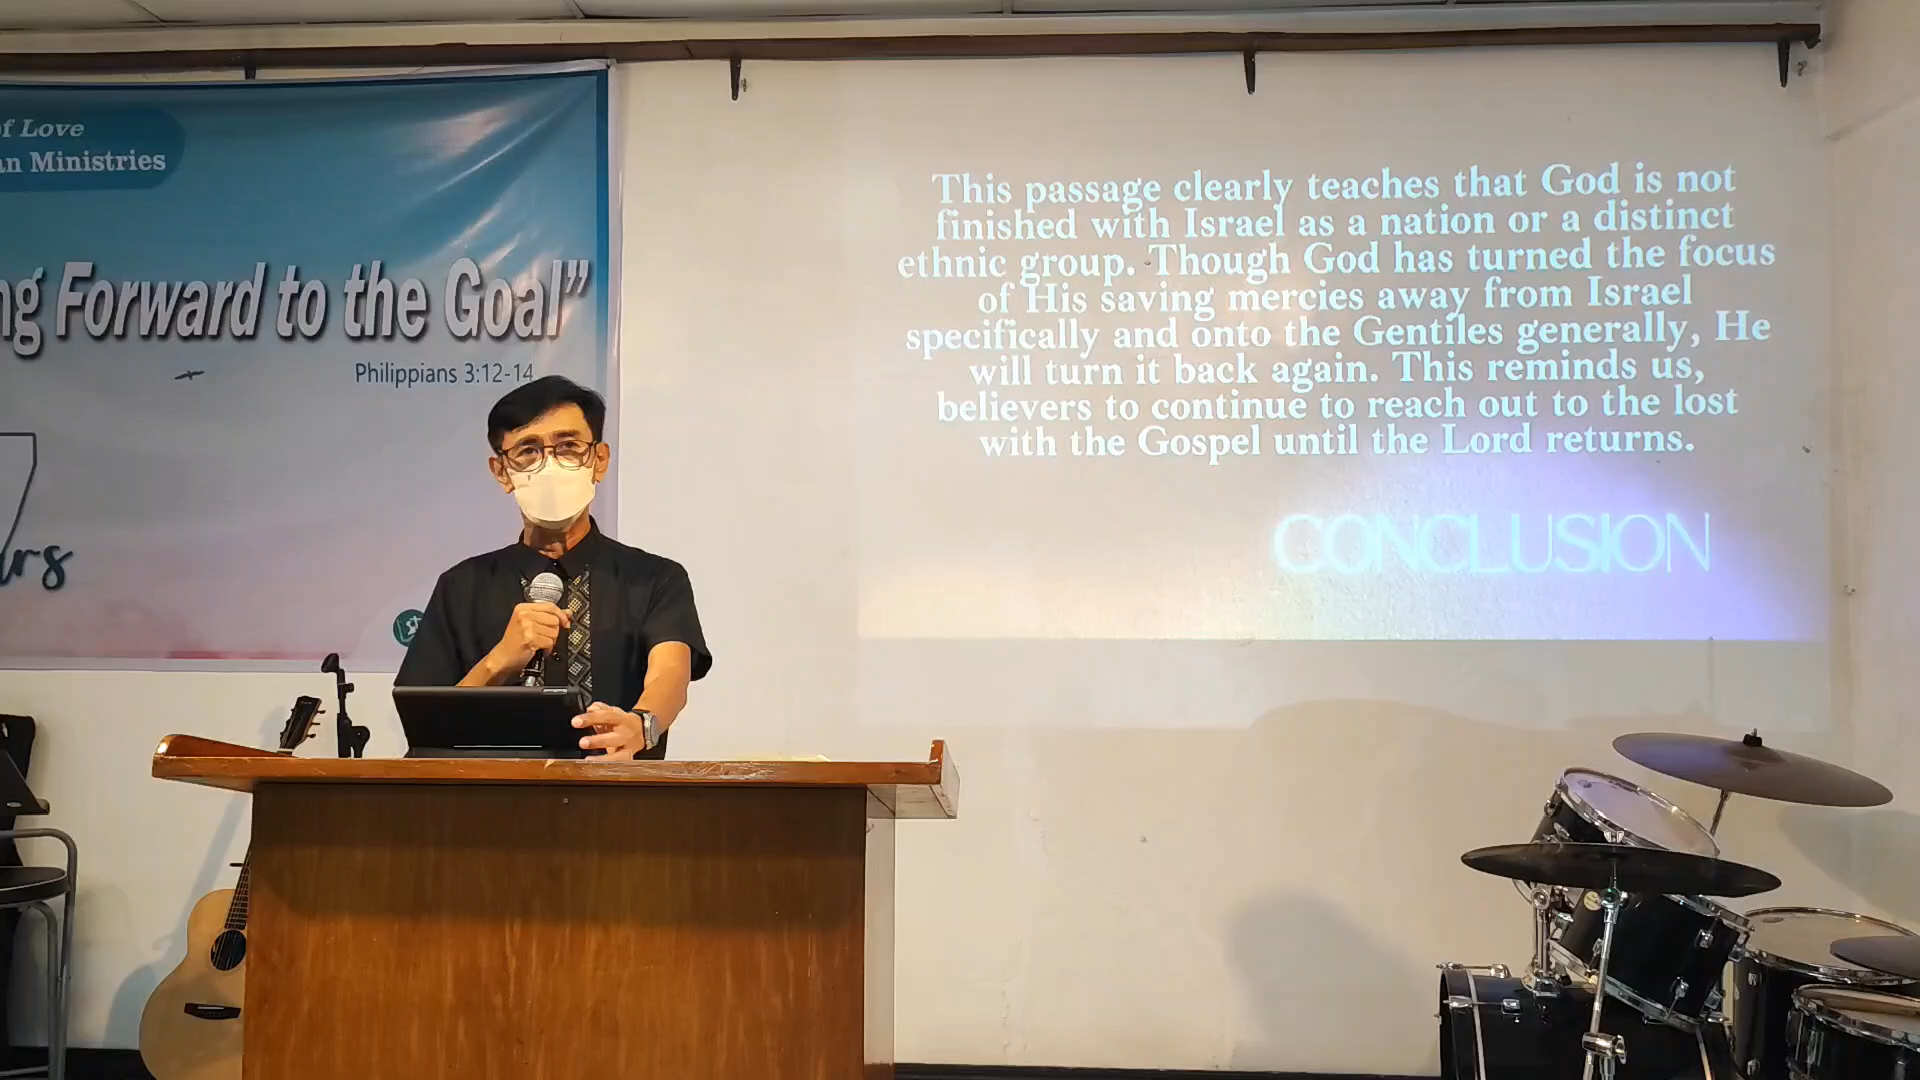 of Love
Ministries
Forward to the Goal”
Philippians 3:12-14
This passage clearly teaches that God is not
finished with Israel as a nation or a distinct
ethnic group. Though God has turned the focus
of His saving mercies away from Israel
specifically and onto the Gentiles generally, He
will turn it back again. This reminds us,
believers to continue to reach out to the lost
with the Gospel until the Lord returns.
CONCLUSION